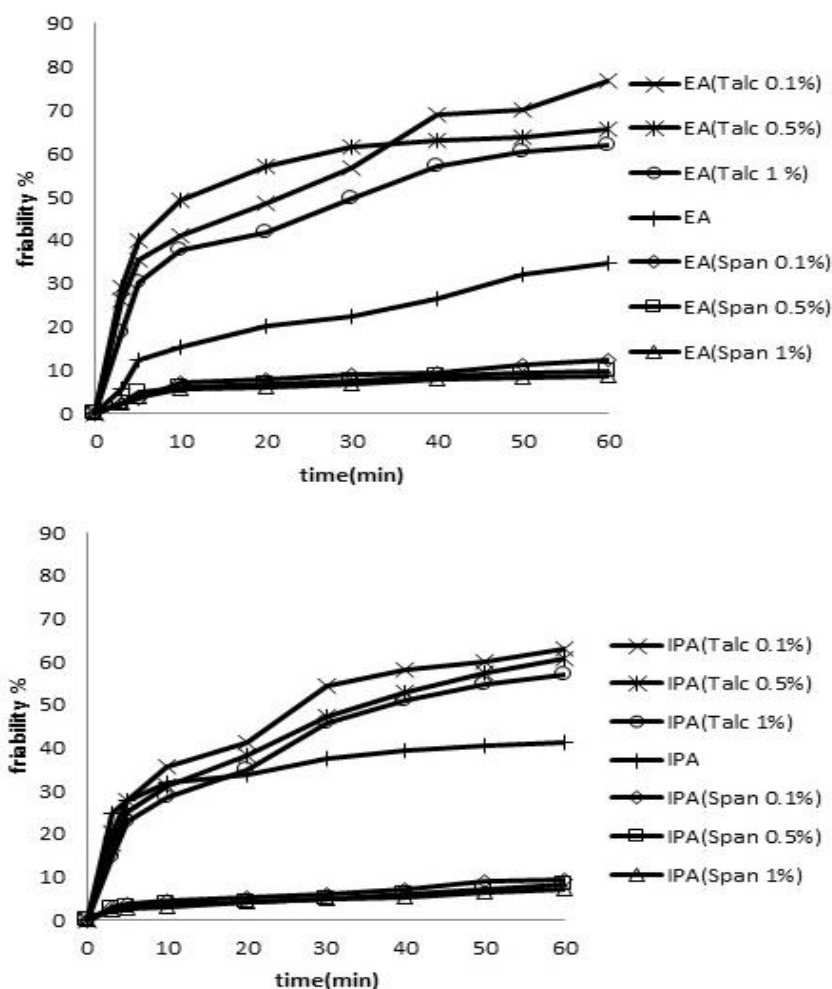 90
80
70
60
50
40
30
20
10
0
friability %
0 10 20 30 40 50 60
time(min)
EA(Talc 0.1%)
EA(Talc 0.5%)
EA(Talc 1 %)
EA
EA(Span 0.1%)
EA(Span 0.5%)
EA(Span 1%)
90
80
70
60
50
40
30
20
10
0
friability %
0 10 20 30 40 50 60
time(min)
IPA(Talc 0.1%)
IPA(Talc 0.5%)
IPA(Talc 1%)
IPA
IPA(Span 0.1%)
IPA(Span 0.5%)
IPA(Span 1%)